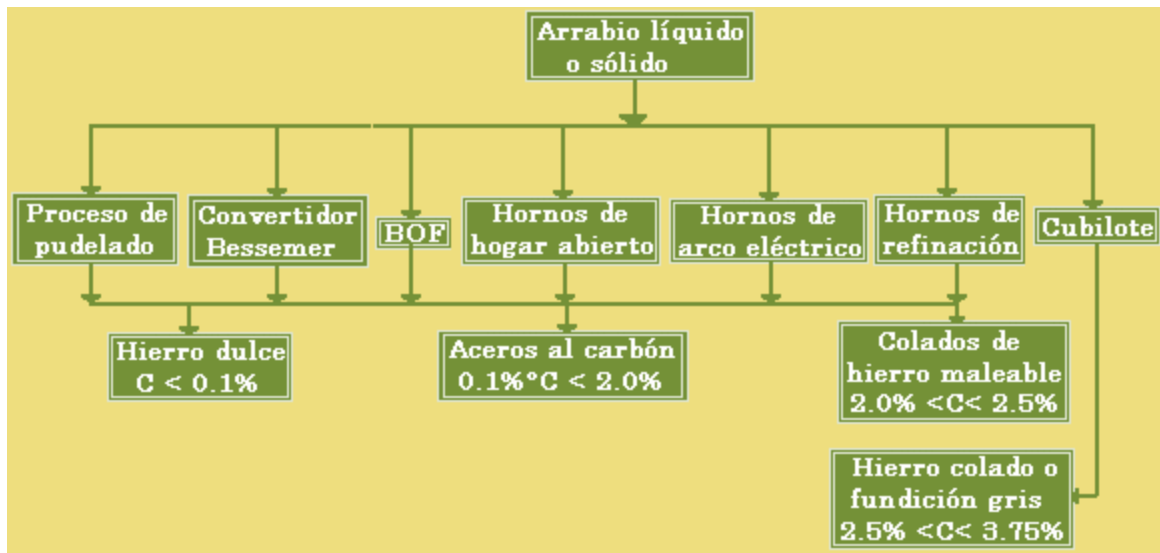 Arrabio líquido
o sólido
Proceso de
pudelado
Convertidor
Bessemer
BOF
Hornos de
hogar abierto
Hornos de
arco eléctrico
Hornos de
refinación
Cubilote
Hierro dulce
C < 0.1%
Aceros al carbón
0.1%°C < 2.0%
Colados de
hierro maleable
2.0% <C< 2.5%
Hierro colado o
fundición gris
2.5% <C< 3.75%